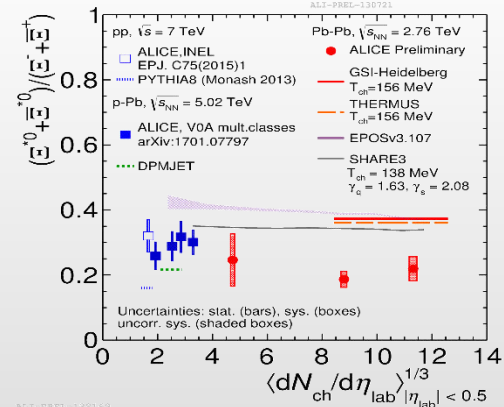 ALI-PREL-130721
pp, √s = 7 TeV
ALICE,INEL
EPJ. C75(2015)1
PYTHIA8 (Monash 2013)
p-Pb, √sNN = 5.02 TeV
ALICE, V0A mult.classes
arXiv:1701.07797
DPMJET
Pb-Pb, √sNN = 2.76 TeV
ALICE Preliminary
GSI-Heidelberg
Tch=156 MeV
THERMUS
Tch=156 MeV
EPOSv3.107
SHARE3
Tch = 138 MeV
γq = 1.63, γs = 2.08
(Ξ*0+Ξ̅*0)/(Ξ-+Ξ̅+)
1
0.8
0.6
0.4
0.2
0
Uncertainties: stat. (bars), sys. (boxes)
uncorr. sys. (shaded boxes)
0 2 4 6 8 10 12 14
⟨dNch/dηlab⟩1/3 |ηlab| < 0.5